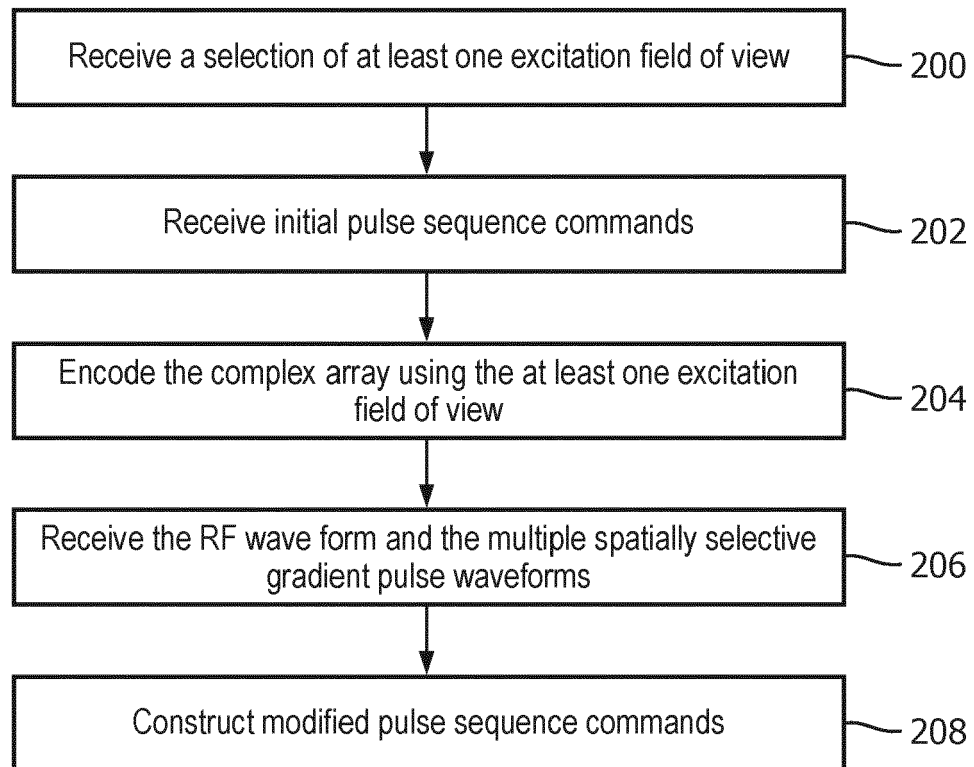 Receive a selection of at least one excitation field of view
200
Receive initial pulse sequence commands
202
Encode the complex array using the at least one excitation
field of view
204
Receive the RF wave form and the multiple spatially selective
gradient pulse waveforms
206
Construct modified pulse sequence commands
208